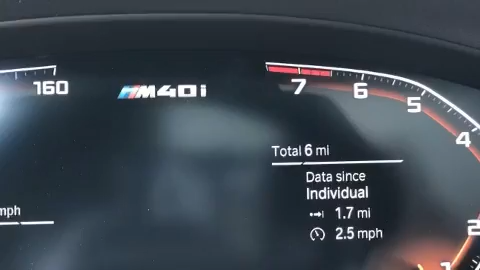 160
M40i
7
6
5
4
Total 6 mi
Data since
Individual
1.7 mi
mph
2.5 mph
2
1